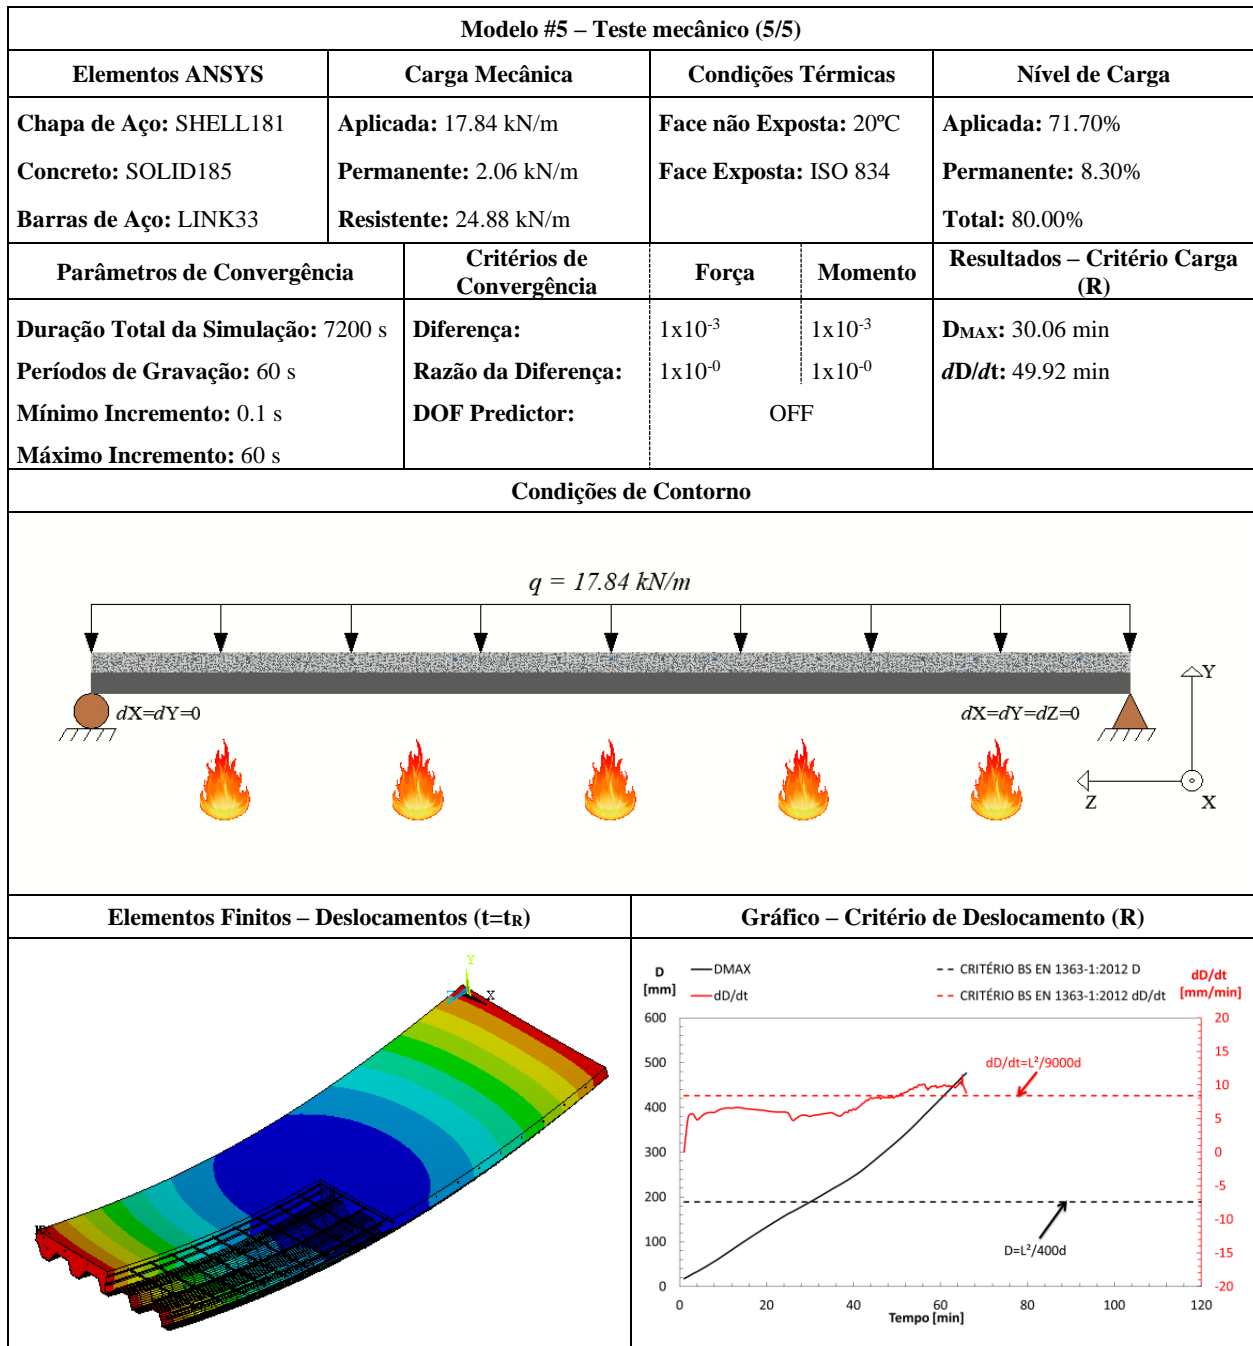 Modelo #5 – Teste mecânico (5/5)
Elementos ANSYS
Carga Mecânica
Condições Térmicas
Nível de Carga
Chapa de Aço: SHELL181
Concreto: SOLID185
Barras de Aço: LINK33
Aplicada: 17.84 kN/m
Permanente: 2.06 kN/m
Resistente: 24.88 kN/m
Face não Exposta: 20ºC
Face Exposta: ISO 834
Aplicada: 71.70%
Permanente: 8.30%
Total: 80.00%
Parâmetros de Convergência
Critérios de
Convergência
Força
Momento
Resultados – Critério Carga
(R)
Duração Total da Simulação: 7200 s
Períodos de Gravação: 60 s
Mínimo Incremento: 0.1 s
Máximo Incremento: 60 s
Diferença: 1x10-3 1x10-3
Razão da Diferença: 1x10-0 1x10-0
DOF Predictor: OFF
DMAX: 30.06 min
dD/dt: 49.92 min
Condições de Contorno
q = 17.84 kN/m
dX=dY=0
dX=dY=dZ=0
Y
Z
X
Elementos Finitos – Deslocamentos (t=tR)
Gráfico – Critério de Deslocamento (R)
Y
X
D
[mm]
DMAX
dD/dt
CRITÉRIO BS EN 1363-1:2012 D
CRITÉRIO BS EN 1363-1:2012 dD/dt
dD/dt
[mm/min]
600
500
400
300
200
100
0
20
15
10
5
0
-5
-10
-15
-20
dD/dt=L²/9000d
D=L²/400d
0 20 40 60 80 100 120
Tempo [min]